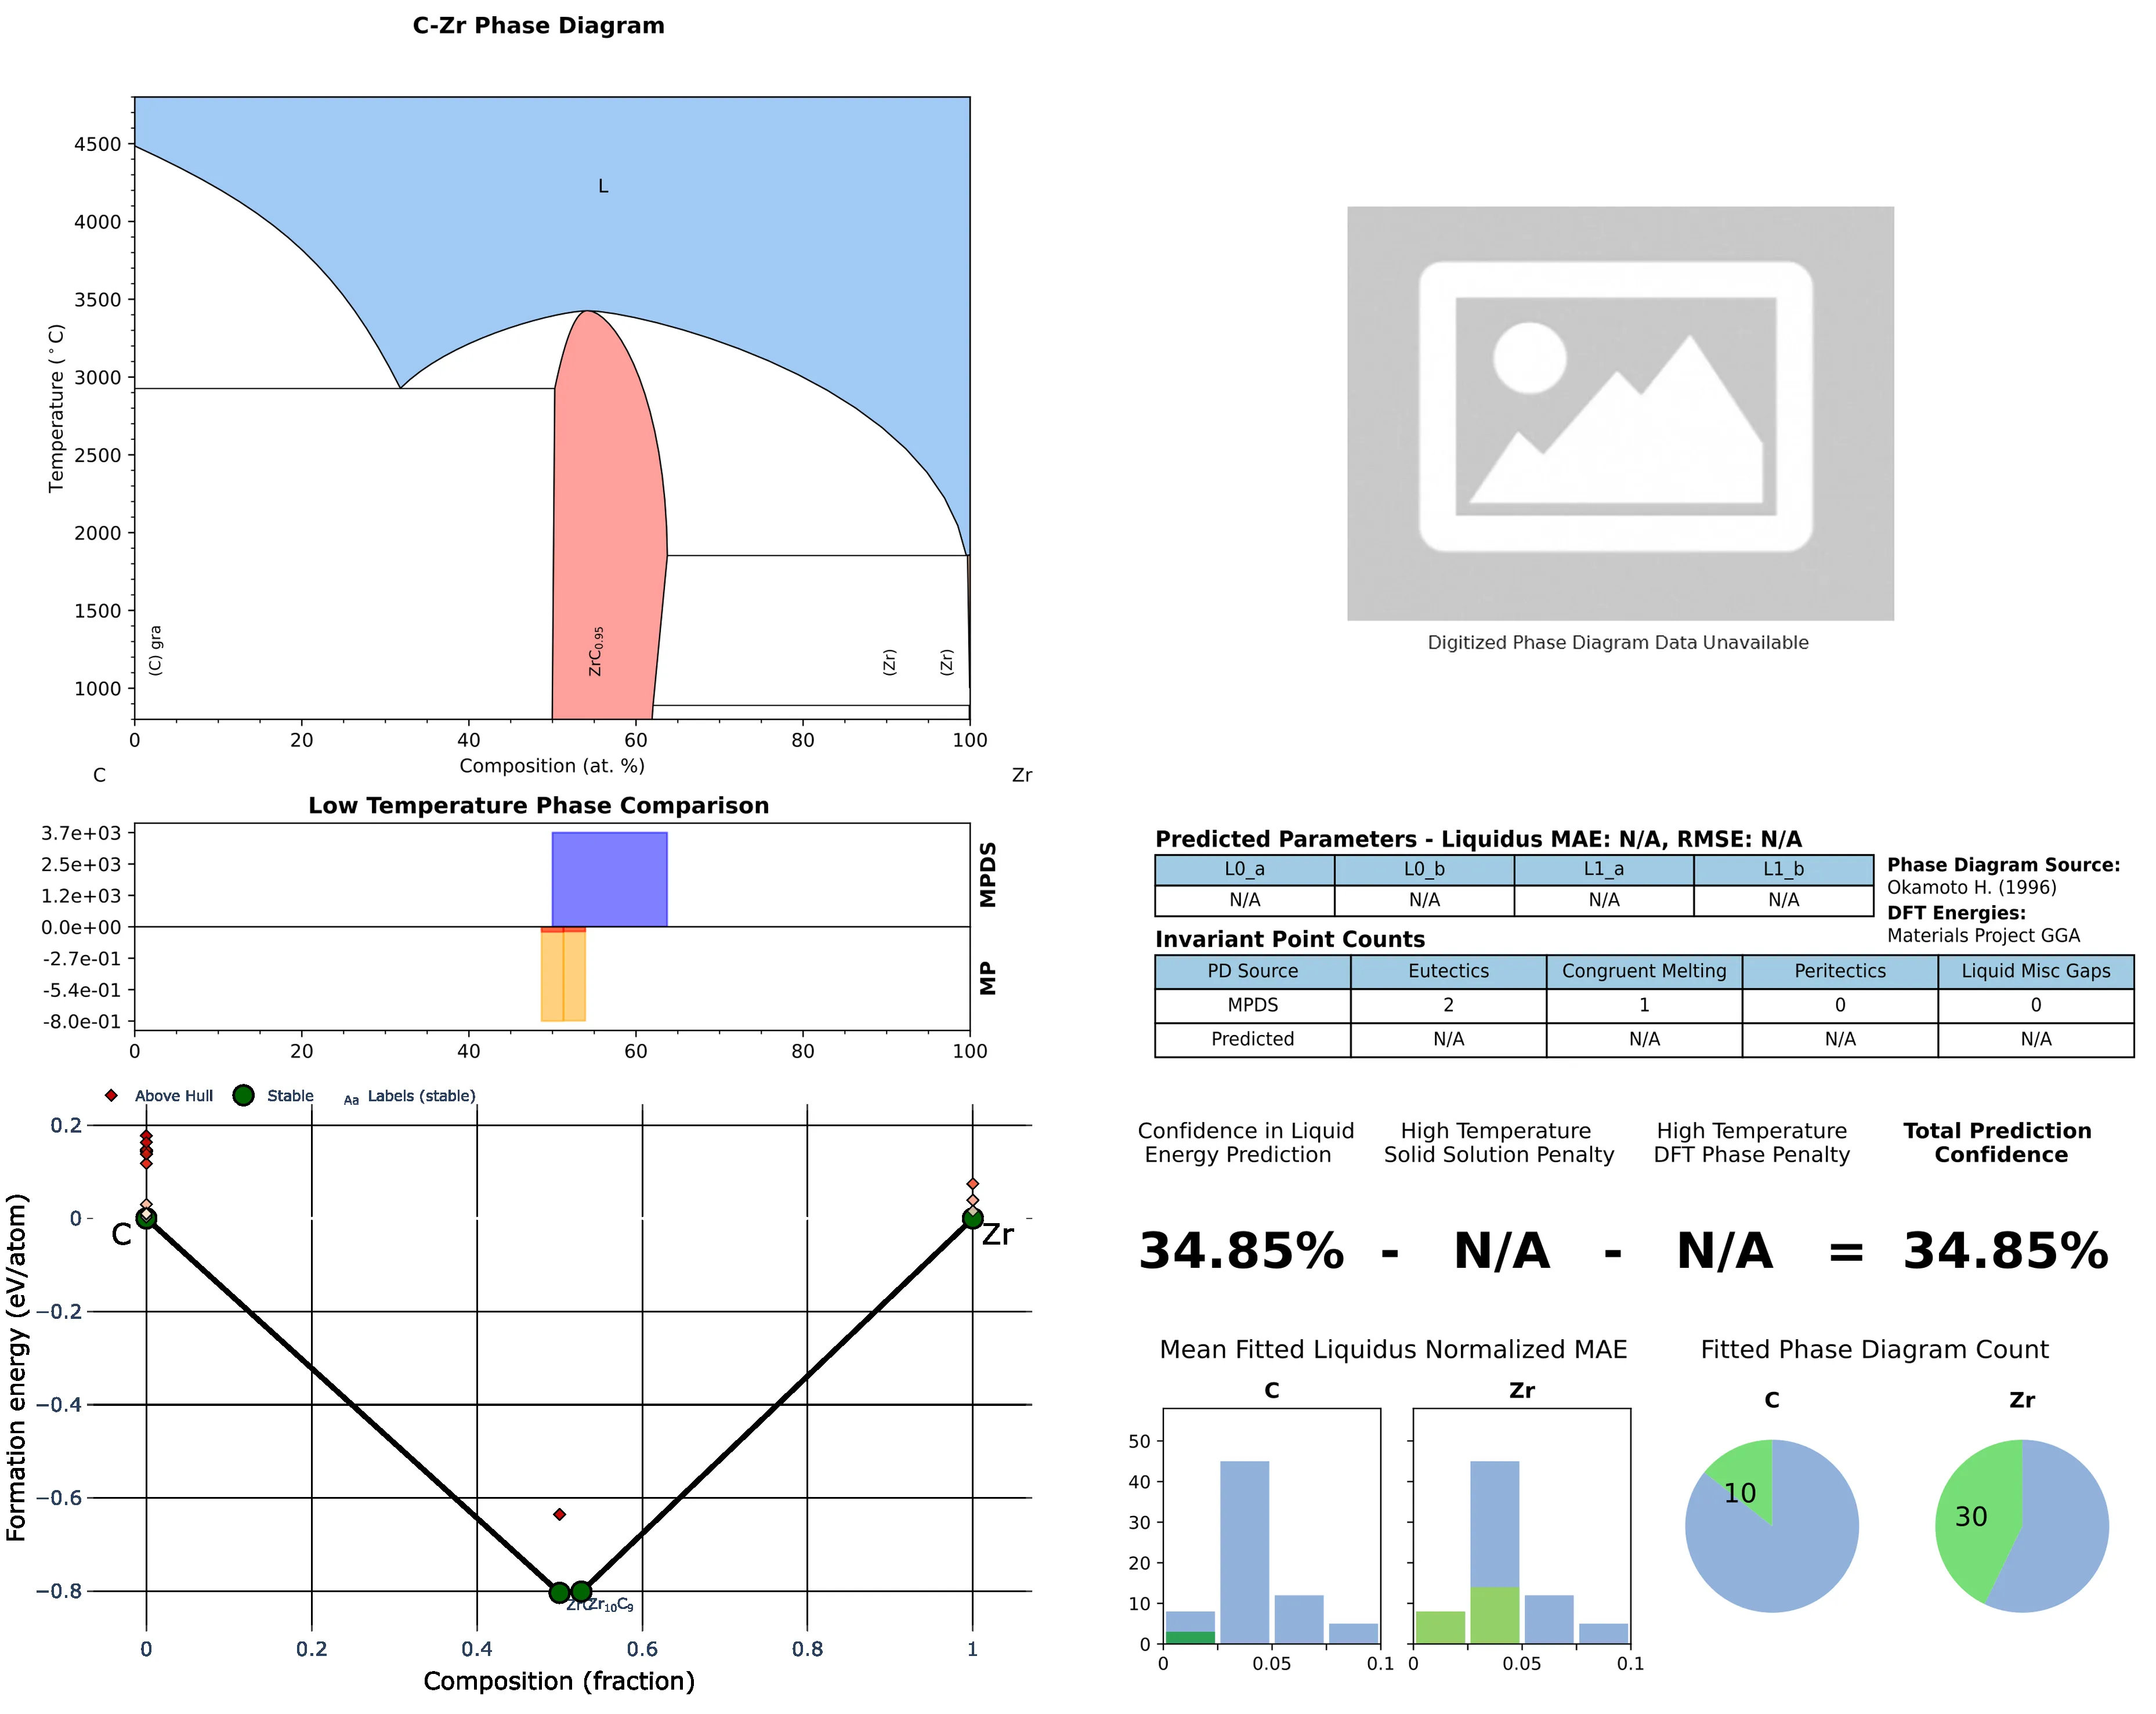 C-Zr Phase Diagram
4500
4000
3500
3000
2500
2000
1500
1000
Temperature (°C)
L
(C) gra
ZrC0.95
(Zr)
(Zr)
0
20
40
60
80
100
Composition (at. %)
C
Zr
Digitized Phase Diagram Data Unavailable
Low Temperature Phase Comparison
3.7e+03
2.5e+03
1.2e+03
0.0e+00
-2.7e-01
-5.4e-01
-8.0e-01
MPDS
MP
0
20
40
60
80
100
Predicted Parameters - Liquidus MAE: N/A, RMSE: N/A
L0_a L0_b L1_a L1_b
N/A N/A N/A N/A
Phase Diagram Source:
Okamoto H. (1996)
DFT Energies:
Materials Project GGA
Invariant Point Counts
PD Source Eutectics Congruent Melting Peritectics Liquid Misc Gaps
MPDS 2 1 0 0
Predicted N/A N/A N/A N/A
Above Hull Stable Aa Labels (stable)
0.2
0
−0.2
−0.4
−0.6
−0.8
Formation energy (eV/atom)
C
Zr
ZrC
Zr10C9
0
0.2
0.4
0.6
0.8
1
Composition (fraction)
Confidence in Liquid
Energy Prediction
High Temperature
Solid Solution Penalty
High Temperature
DFT Phase Penalty
Total Prediction
Confidence
34.85% - N/A - N/A = 34.85%
Mean Fitted Liquidus Normalized MAE
C
Zr
50
40
30
20
10
0
0
0.05
0.1
0
0.05
0.1
Fitted Phase Diagram Count
C
Zr
10
30